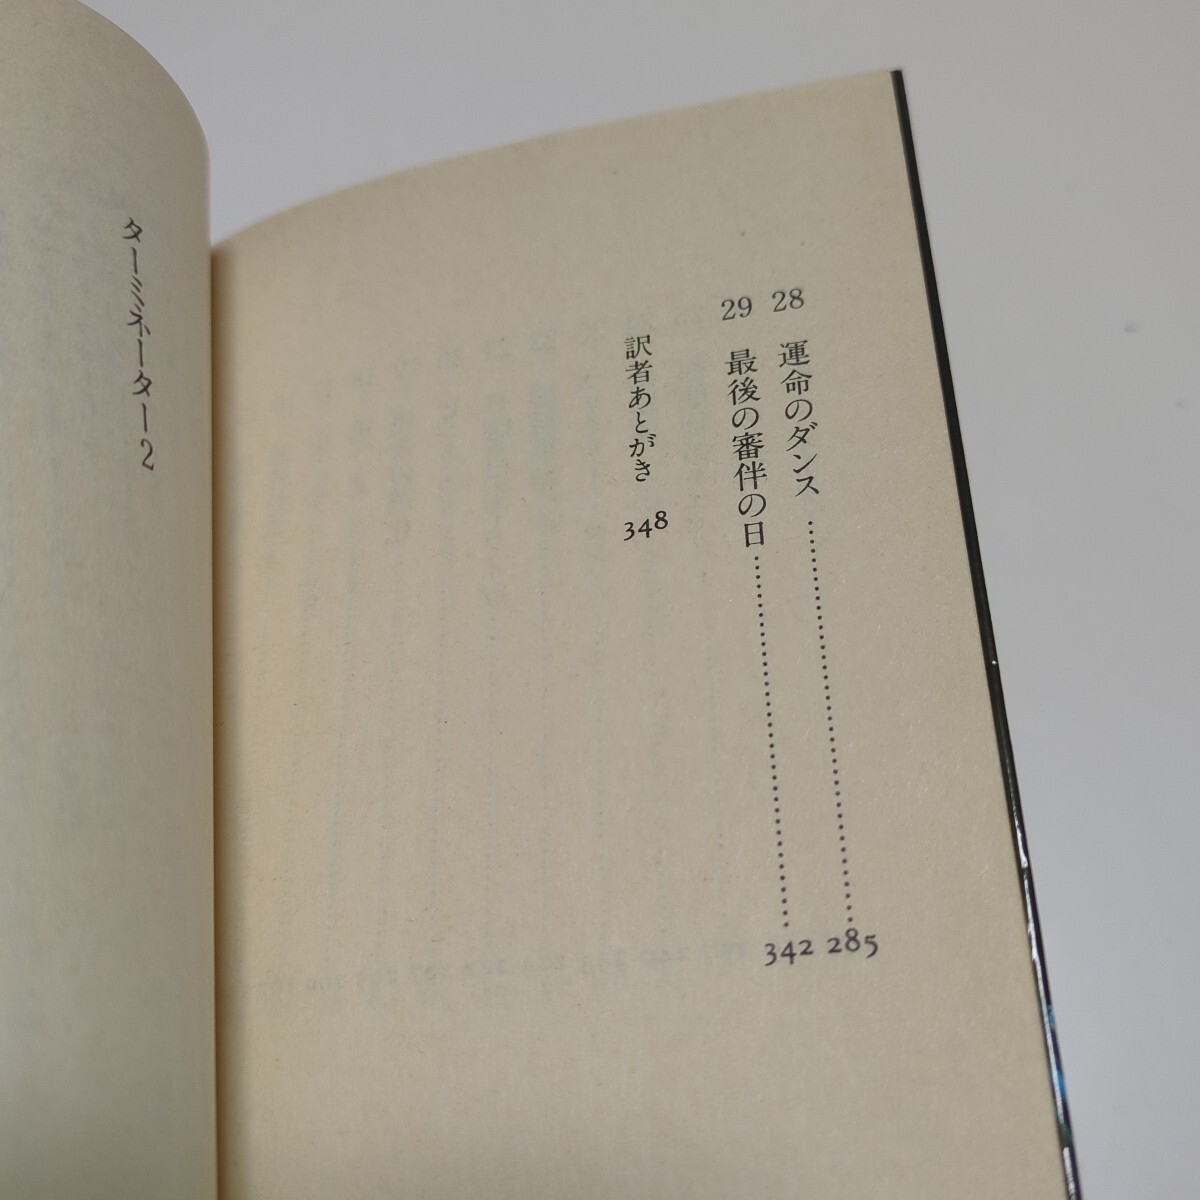 28 運命のダンス……………………285
29 最後の審伴の日……………………342
訳者あとがき 348
ターミネーター2